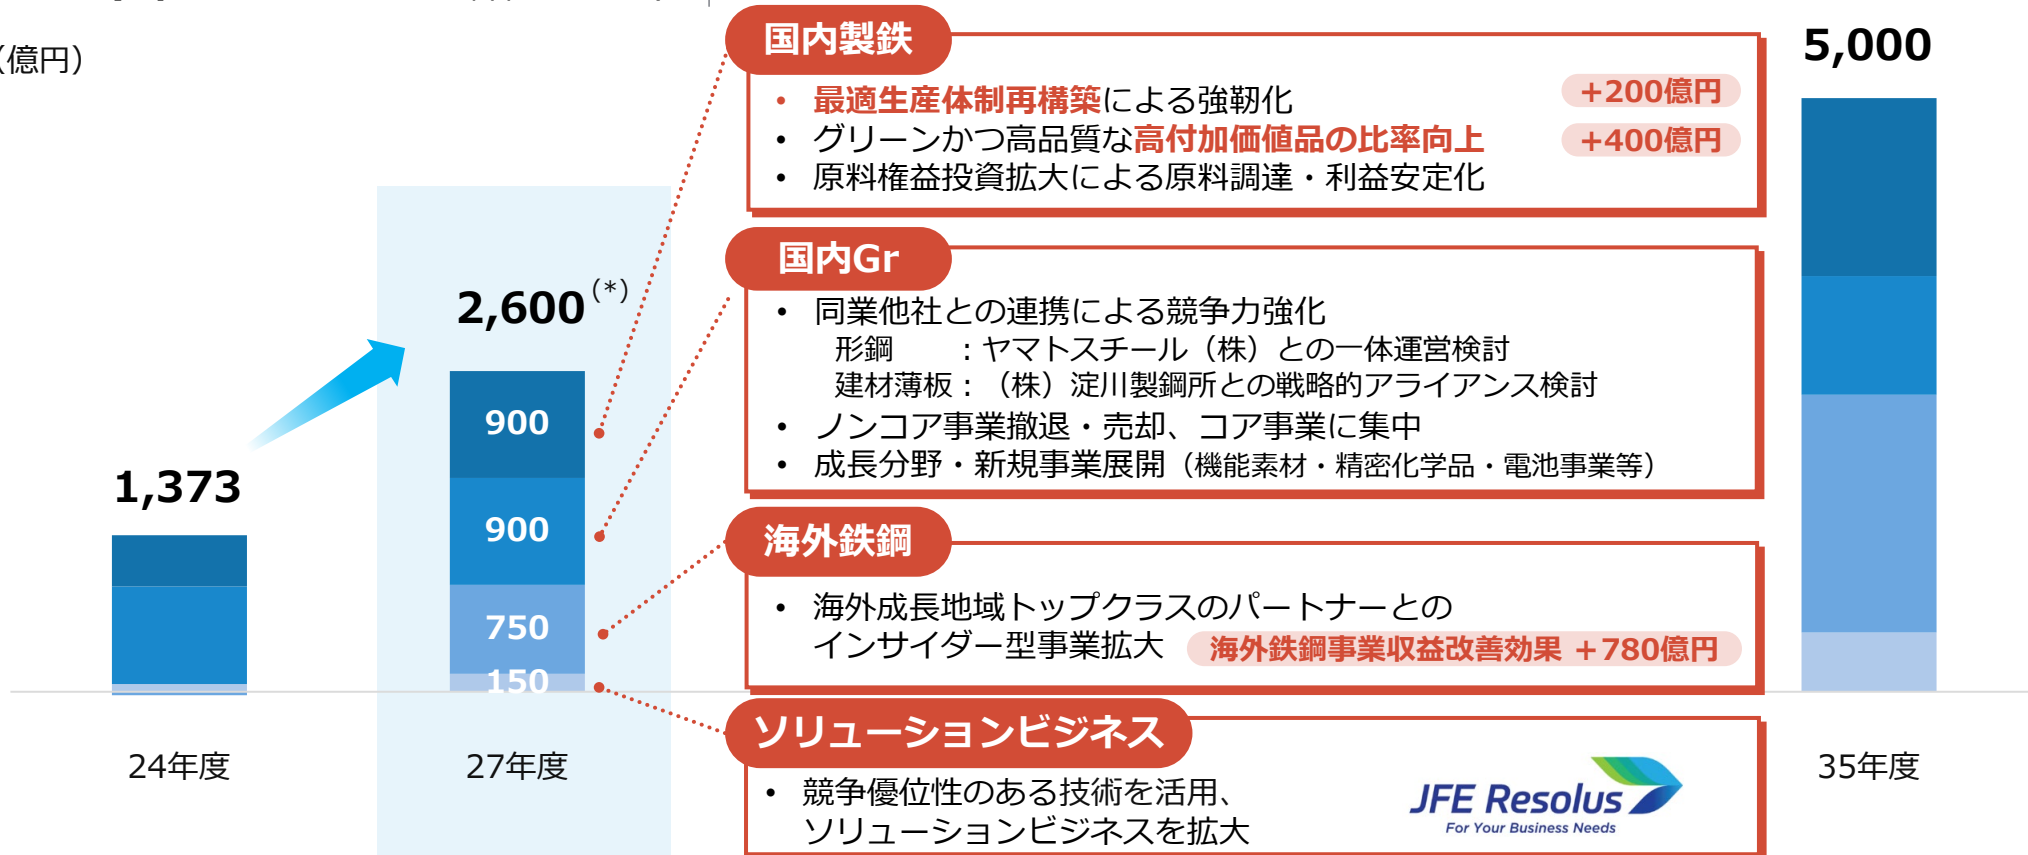 (億円)
1,373
24年度
2,600(*)
900
900
750
150
27年度
国内製鉄
• 最適生産体制再構築による強靭化 +200億円
• グリーンかつ高品質な高付加価値品の比率向上 +400億円
• 原料権益投資拡大による原料調達・利益安定化
国内Gr
• 同業他社との連携による競争力強化
形鋼 :ヤマトスチール(株)との一体運営検討
建材薄板:(株)淀川製鋼所との戦略的アライアンス検討
• ノンコア事業撤退・売却、コア事業に集中
• 成長分野・新規事業展開(機能素材・精密化学品・電池事業等)
海外鉄鋼
• 海外成長地域トップクラスのパートナーとの
インサイダー型事業拡大 海外鉄鋼事業収益改善効果 +780億円
ソリューションビジネス
• 競争優位性のある技術を活用、
ソリューションビジネスを拡大
JFE Resolus
For Your Business Needs
5,000
35年度